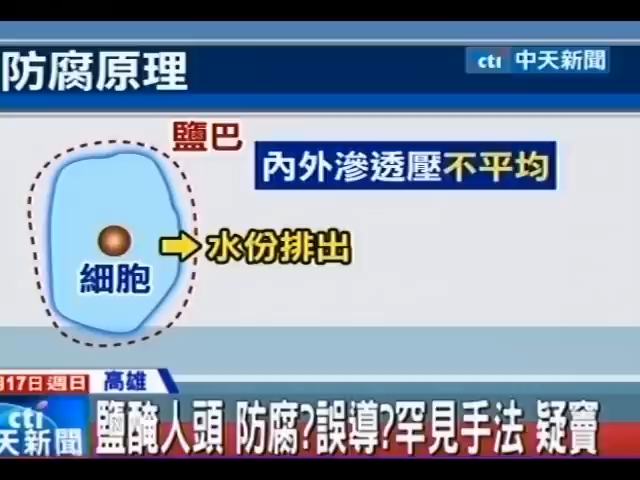 cti 中天新聞
防腐原理
鹽巴
內外滲透壓不平均
水份排出
細胞
月17日週日 高雄
cti
天新聞
鹽醃人頭 防腐?誤導?罕見手法 疑竇